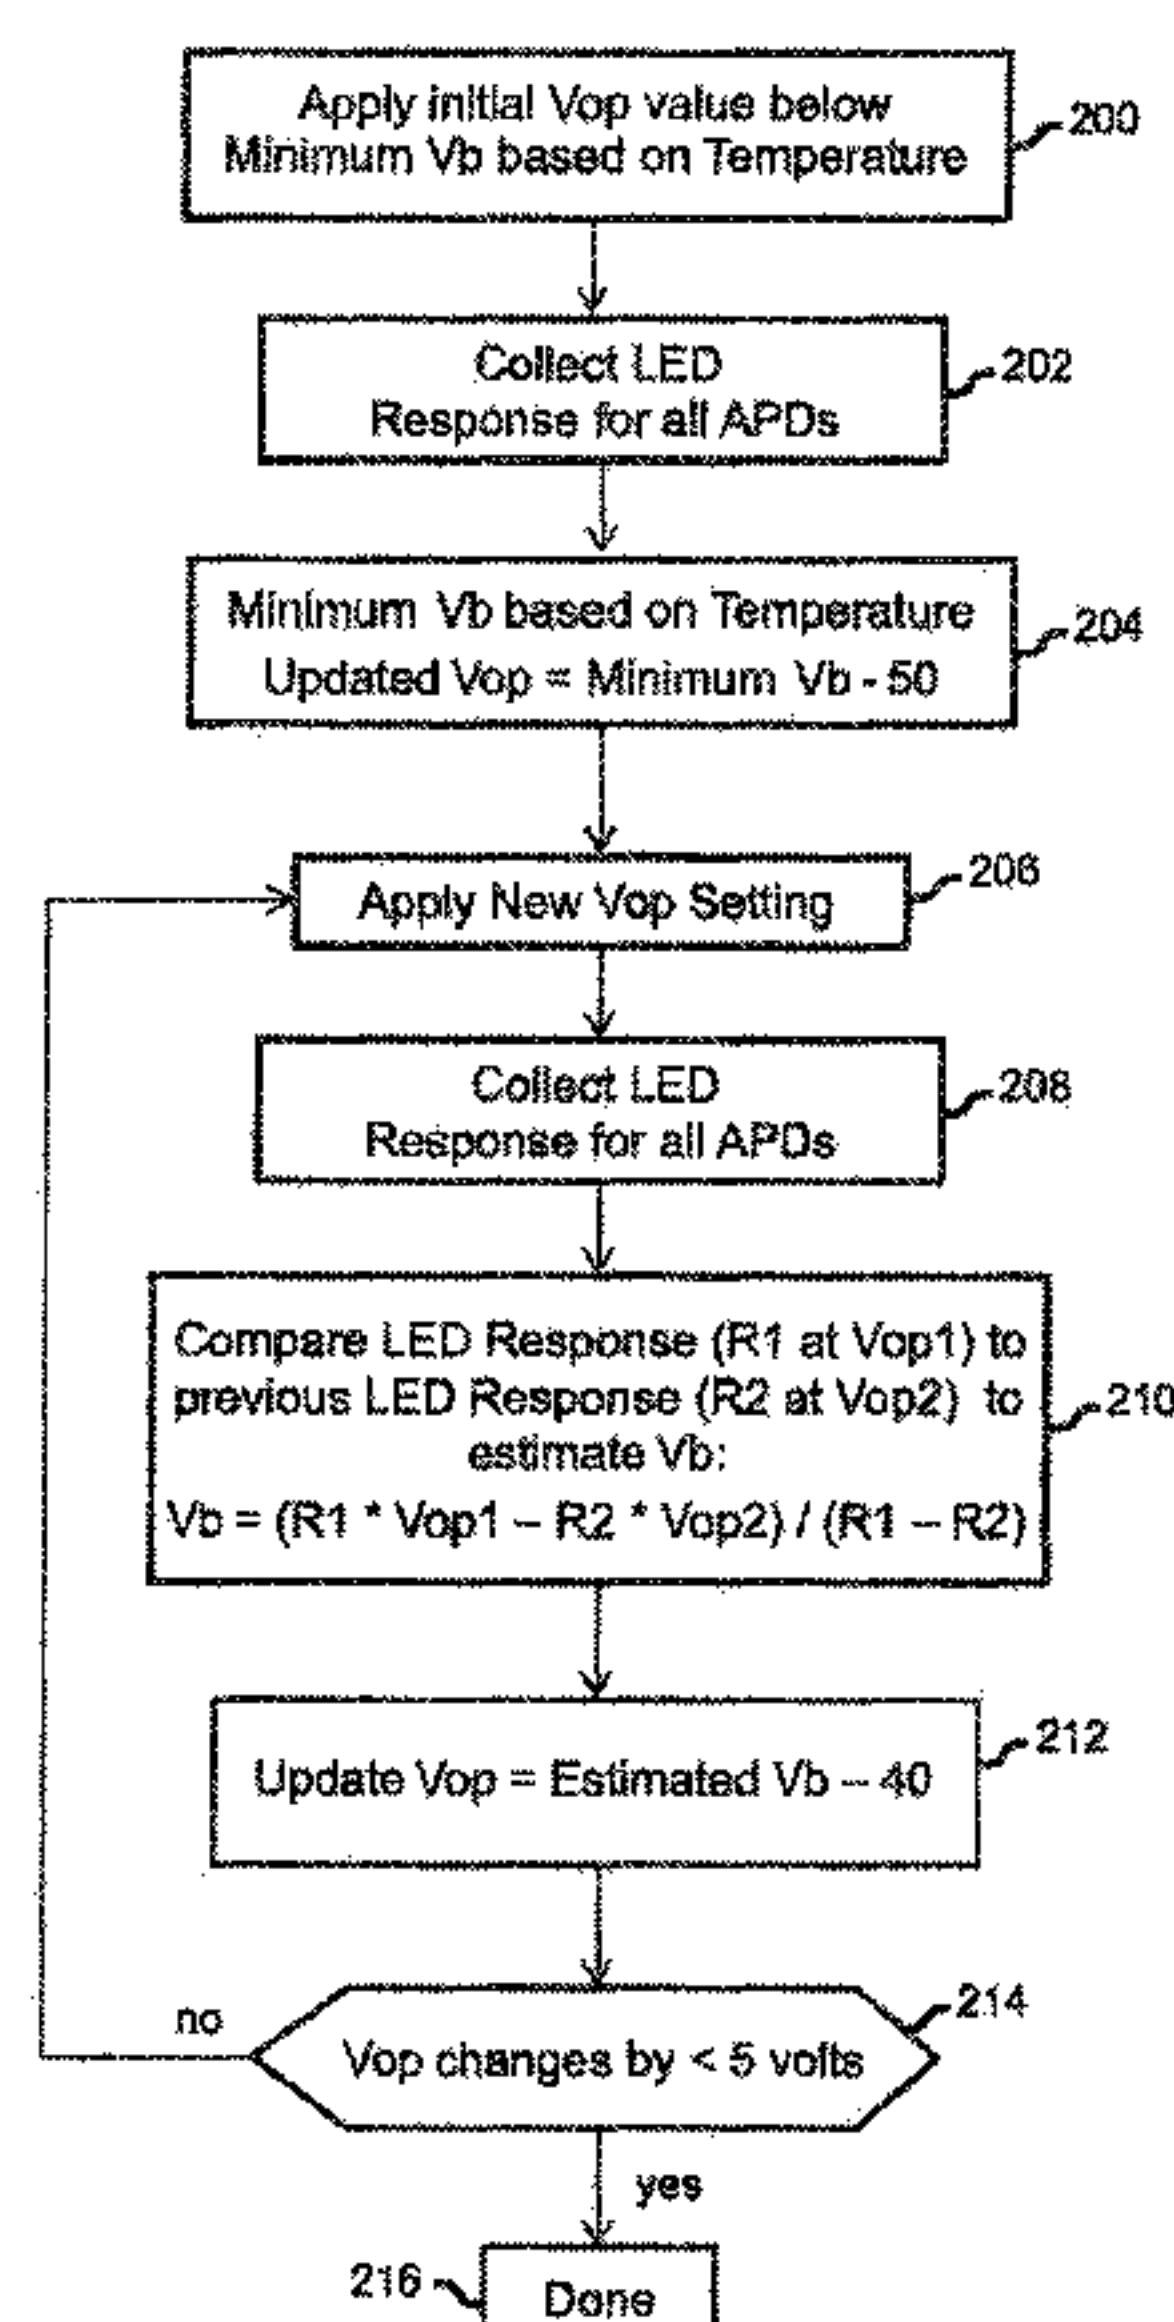 Apply initial Vop value below
Minimum Vb based on Temperature
200
Collect LED
Response for all APDs
202
Minimum Vb based on Temperature
Updated Vop = Minimum Vb - 50
204
Apply New Vop Setting
206
Collect LED
Response for all APDs
208
Compare LED Response (R1 at Vop1) to
previous LED Response (R2 at Vop2) to
estimate Vb:
Vb = (R1 * Vop1 – R2 * Vop2) / (R1 – R2)
210
Update Vop = Estimated Vb – 40
212
Vop changes by < 5 volts
214
no
yes
216
Done